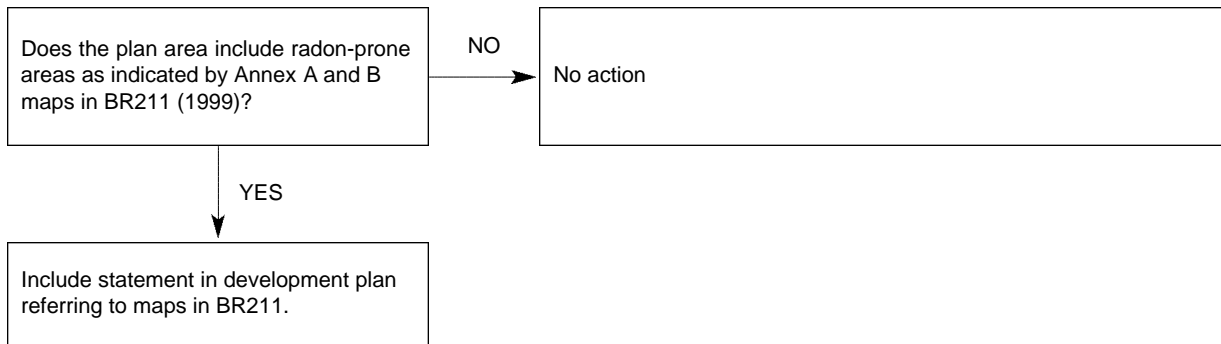 Does the plan area include radon-prone
areas as indicated by Annex A and B
maps in BR211 (1999)?
NO
No action
YES
Include statement in development plan
referring to maps in BR211.